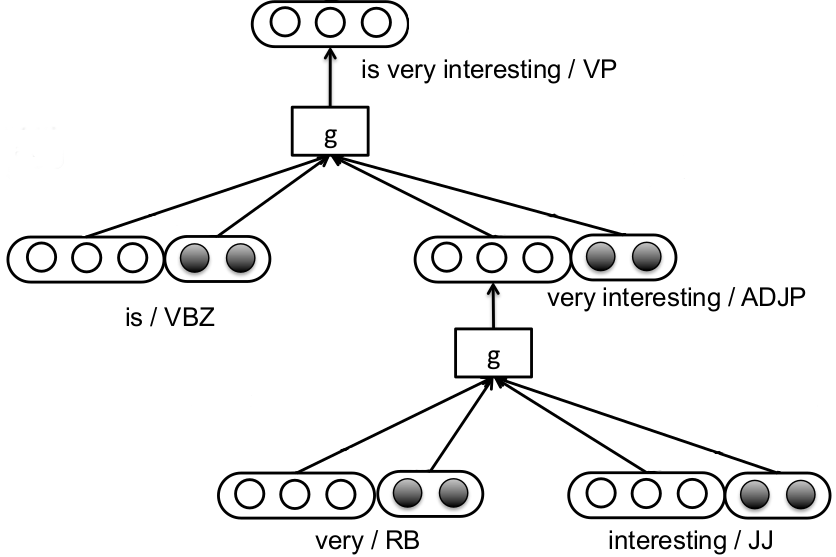 is very interesting / VP
g
is / VBZ
very interesting / ADJP
g
very / RB
interesting / JJ